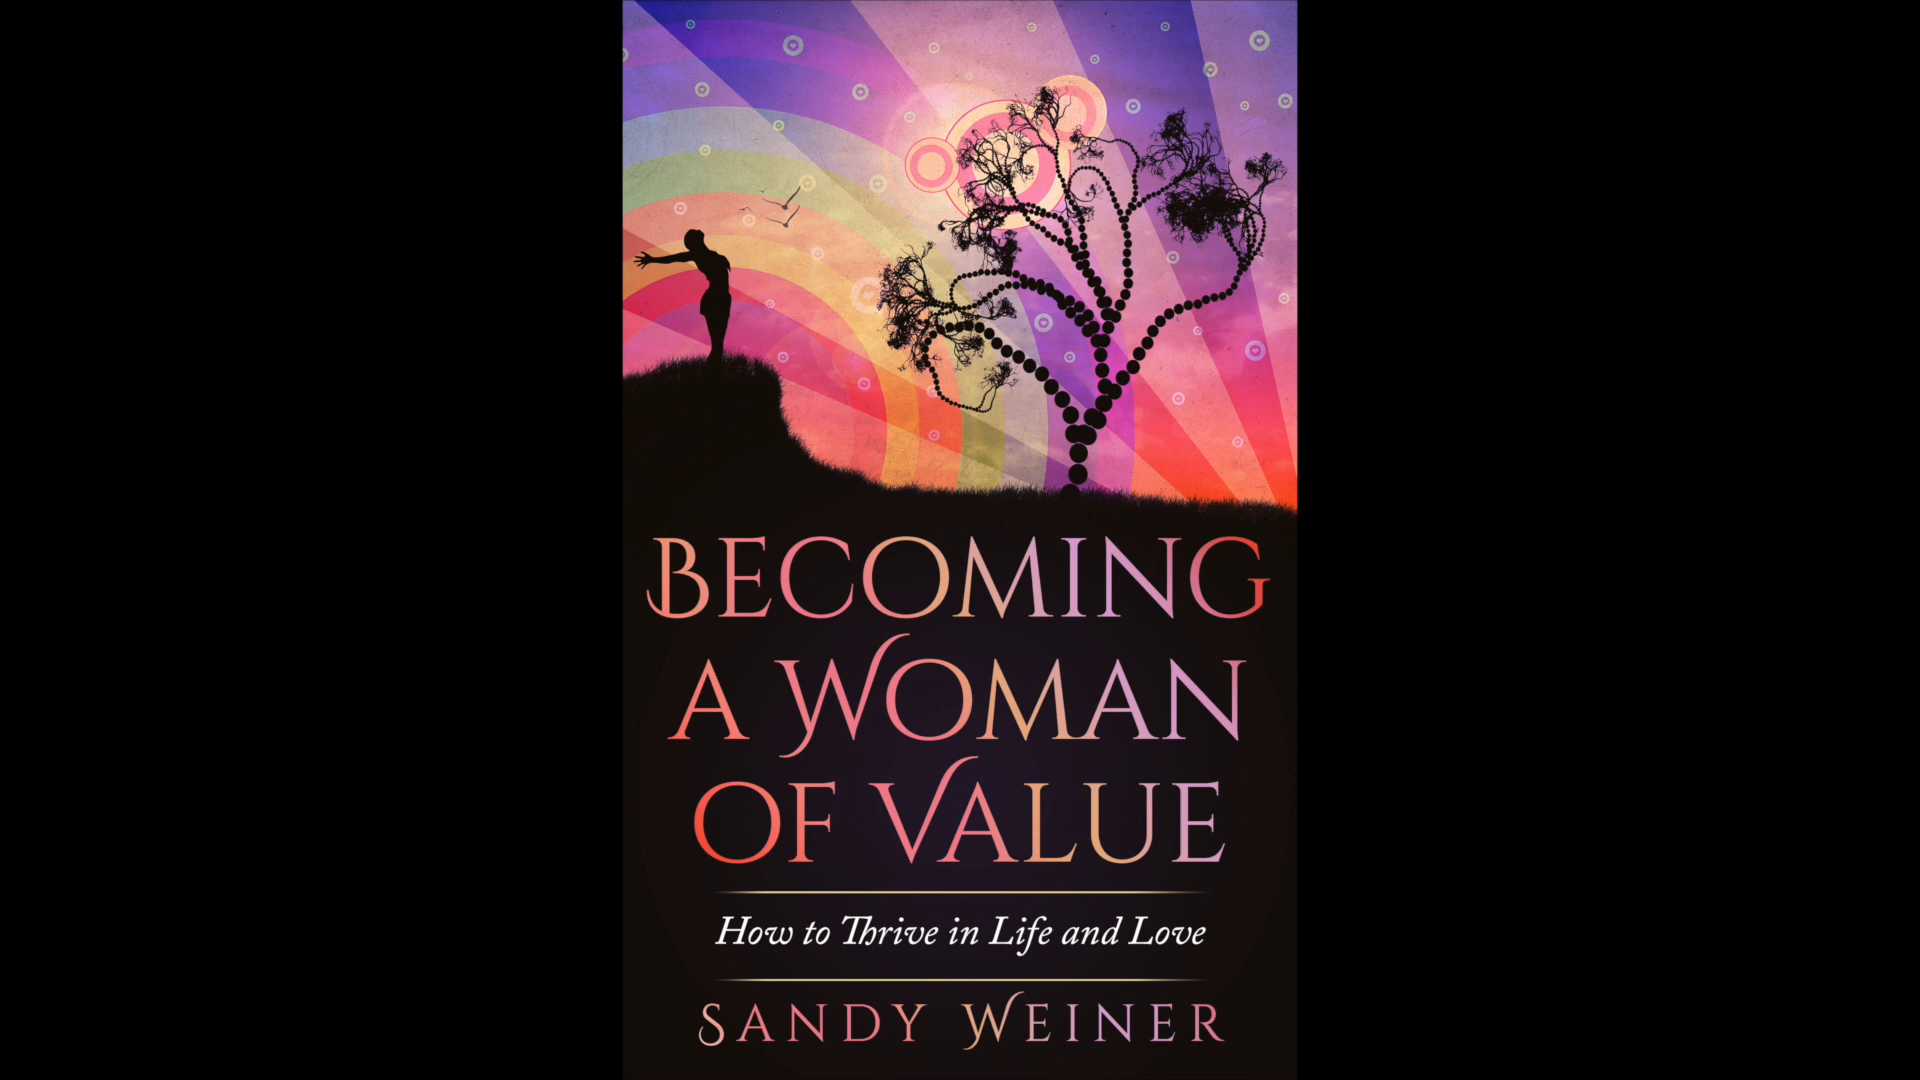 BECOMING
A WOMAN
OF VALUE
How to Thrive in Life and Love
SANDY WEINER